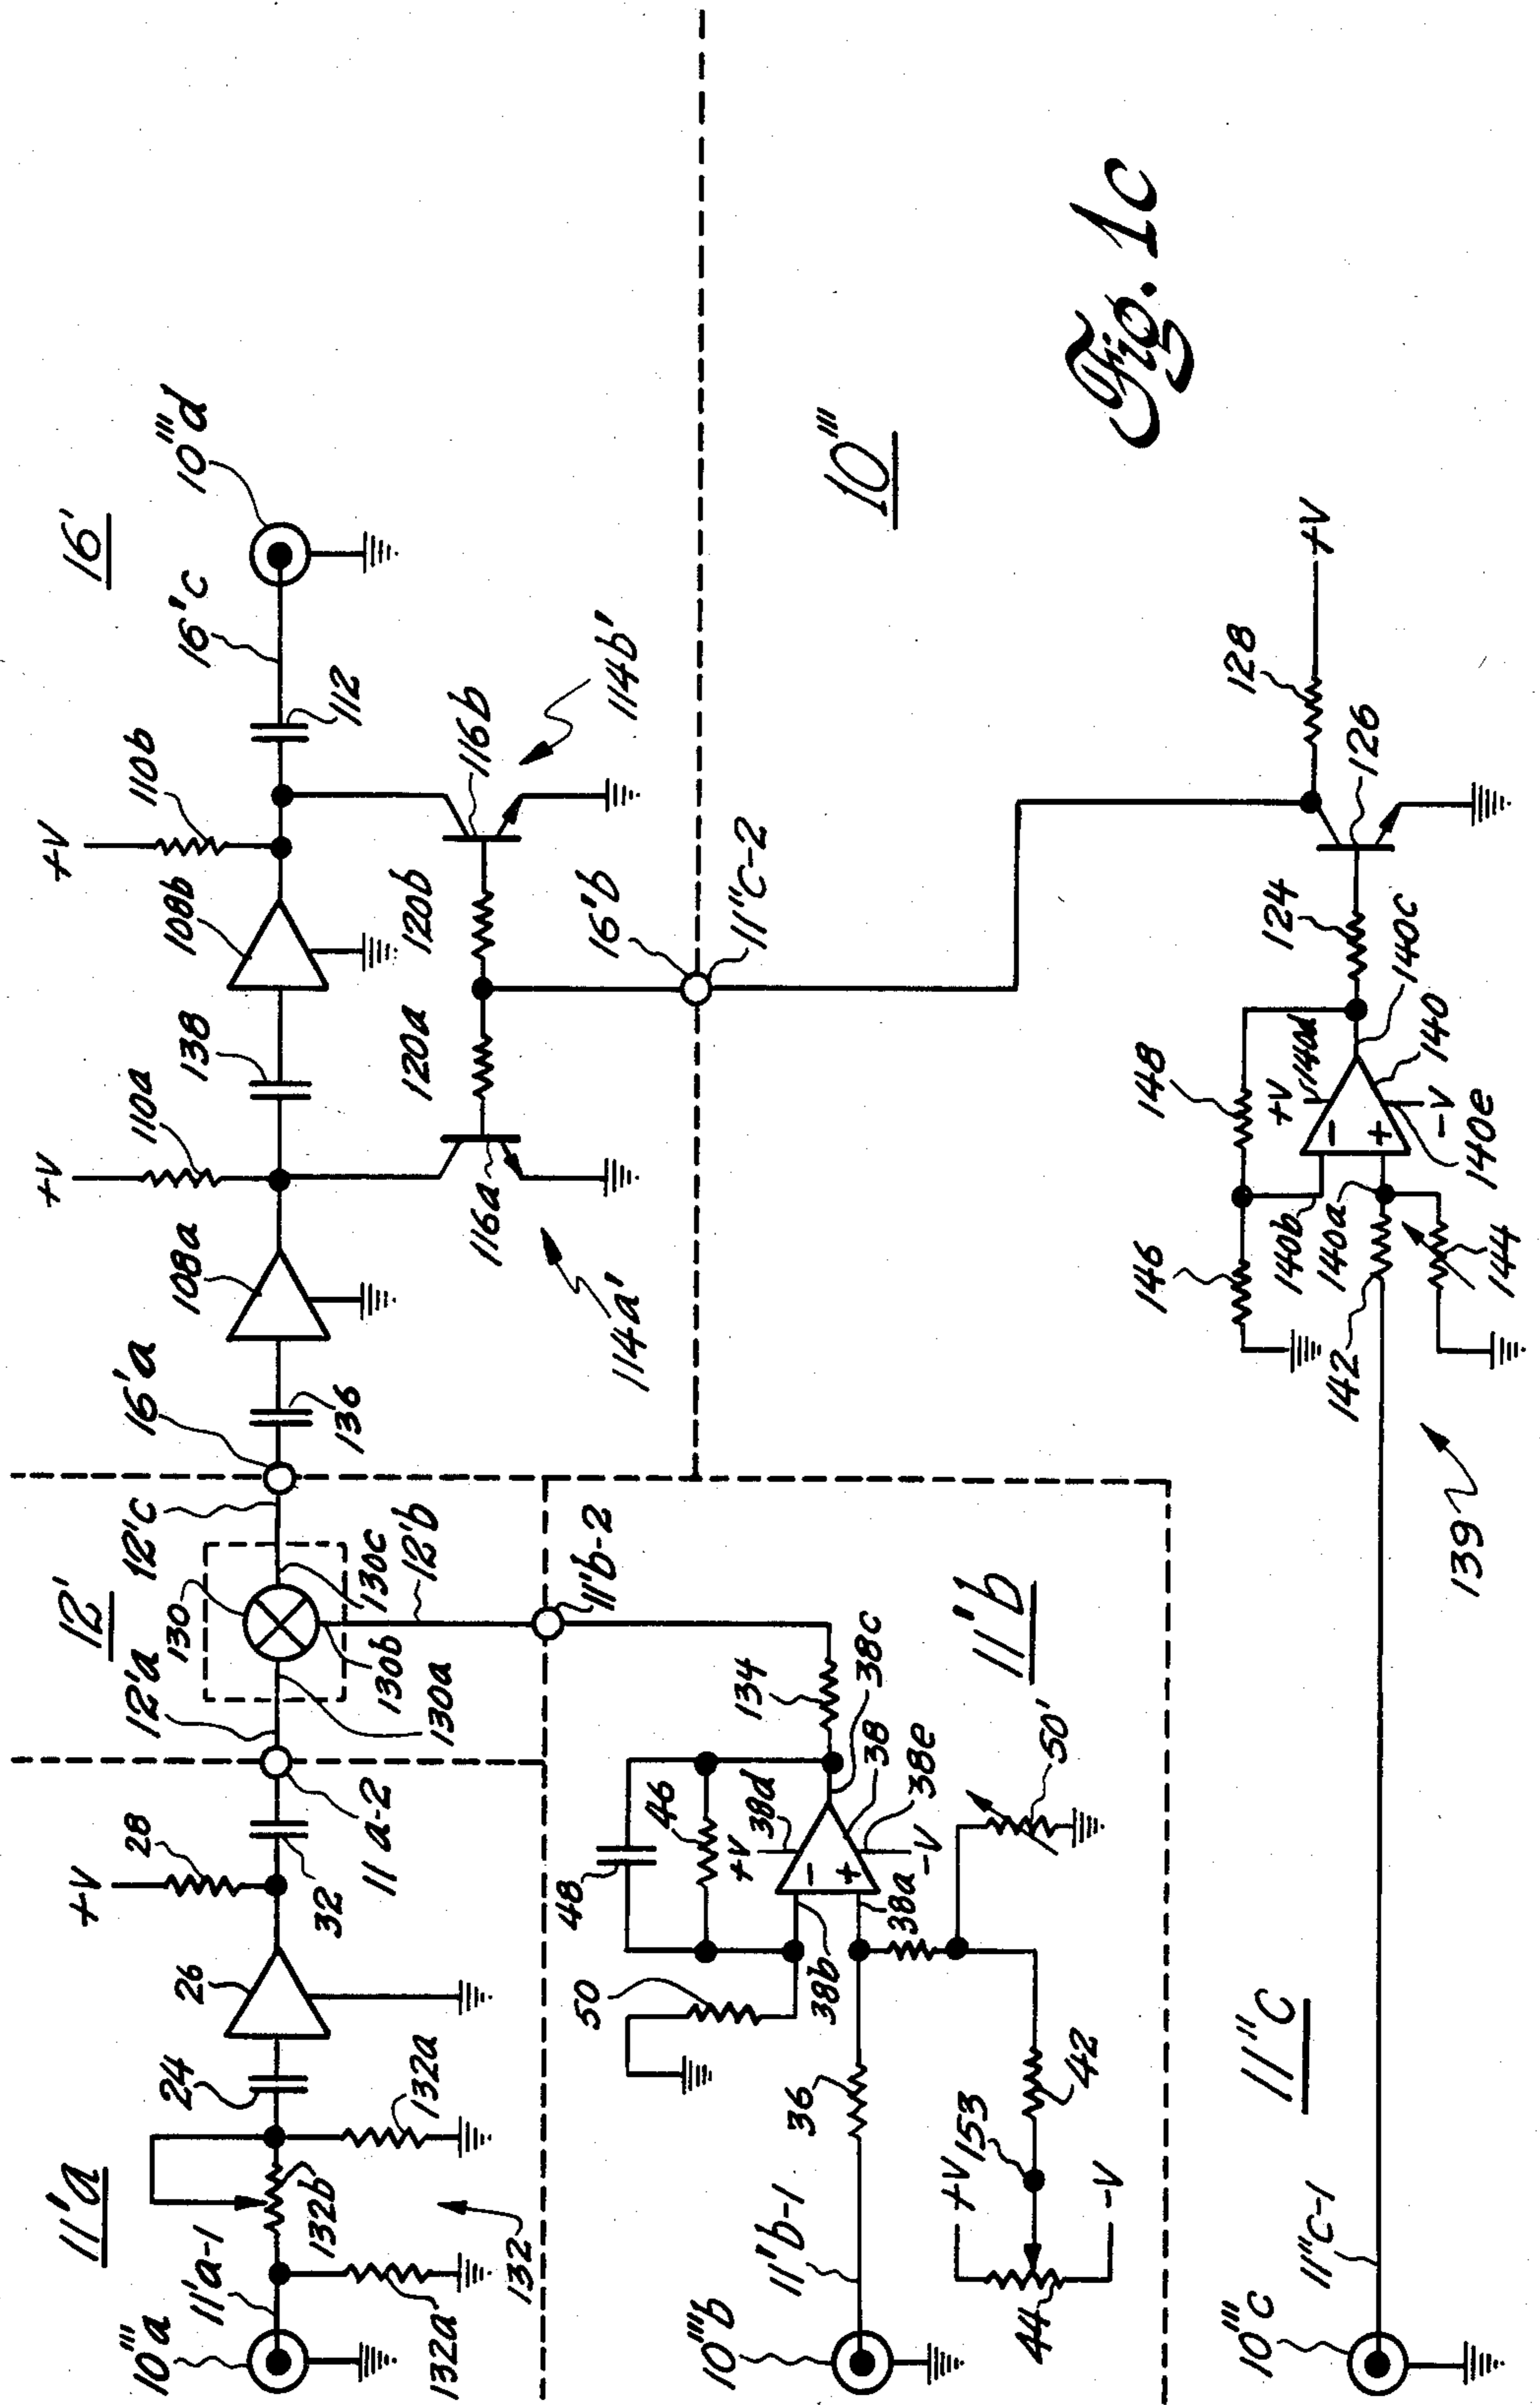 11'a
10'''a
11'a-1
132b
132a
132a
132
24
26
+V
28
32
11a-2
12'
12'a
130
12'c
130a
130b
130c
12'b
16'
16'a
136
108a
+V
110a
138
108b
+V
110b
112
16'c
10'''d
116a
114a'
120a
120b
116b
114b'
16'b
11"c-2
10'''b
11'b-1
36
50
48
46
+V
38d
38b
38a
38
38c
38e
-V
134
11'b-2
11'b
50'
+V
153
44
-V
42
10'''
Fig. 1c
10'''c
11"c-1
11"c
139
142
146
148
140b
140a
144
+V
140d
140
140c
-V
140e
124
126
128
+V